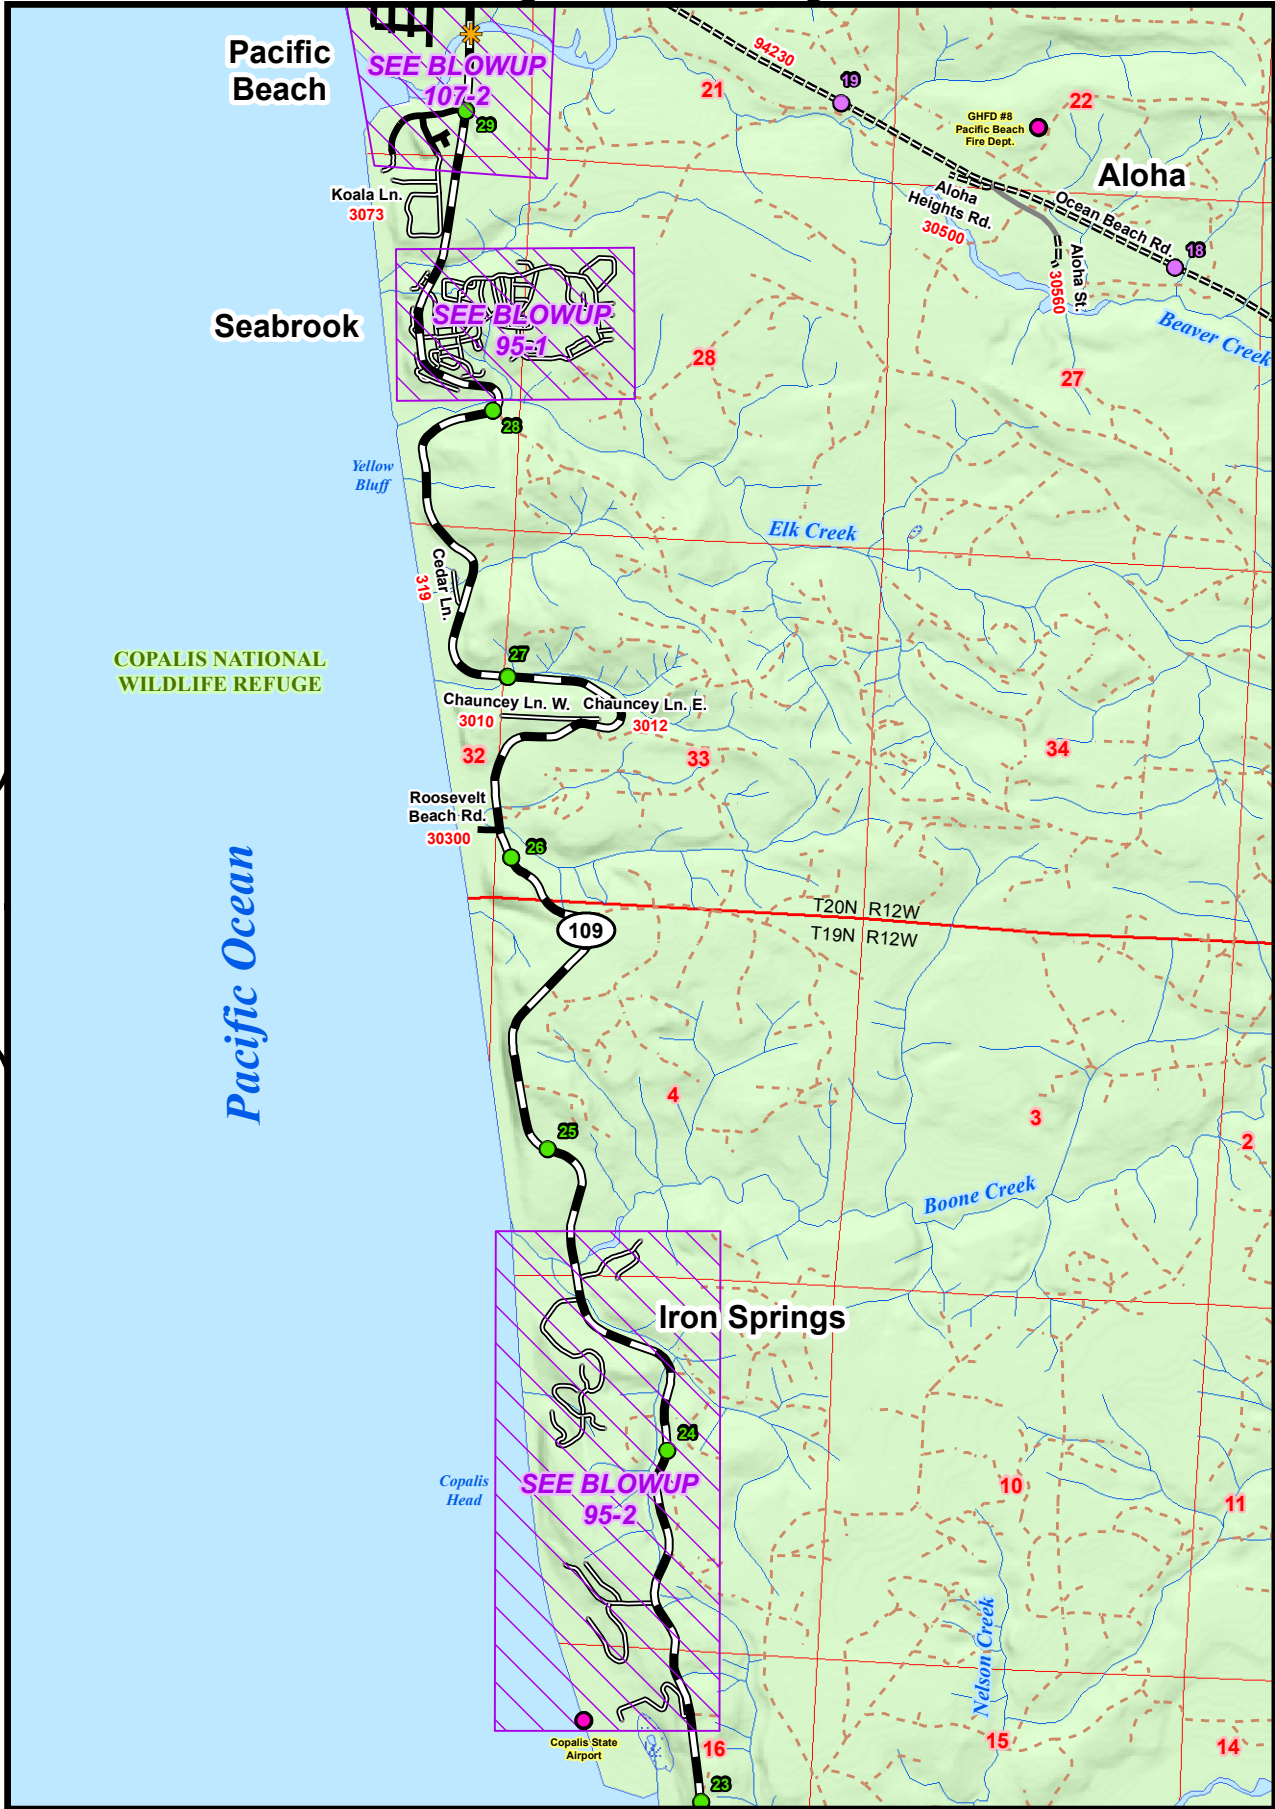 Pacific
Beach
SEE BLOWUP
107-2
29
94230
21
19
22
GHFD #8
Pacific Beach
Fire Dept.
Aloha
Koala Ln.
3073
Aloha
Heights Rd.
30500
Ocean Beach Rd.
18
Aloha St.
30560
Beaver Creek
Seabrook
SEE BLOWUP
95-1
28
27
28
Yellow
Bluff
Elk Creek
Cedar Ln.
319
COPALIS NATIONAL
WILDLIFE REFUGE
27
Chauncey Ln. W.
3010
Chauncey Ln. E.
3012
32
33
34
Roosevelt
Beach Rd.
30300
26
T20N R12W
T19N R12W
109
Pacific Ocean
25
4
3
2
Boone Creek
Iron Springs
24
Copalis
Head
SEE BLOWUP
95-2
10
11
Nelson Creek
Copalis State
Airport
16
15
14
23